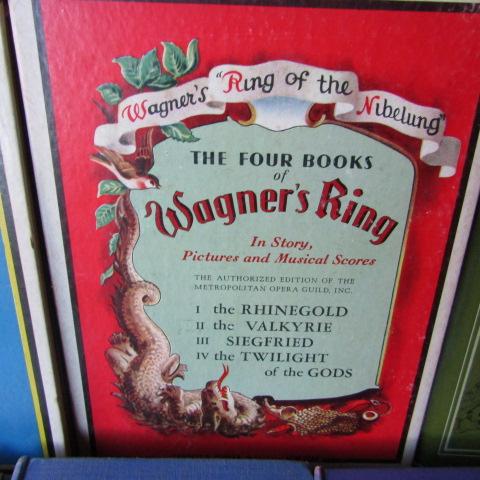 Wagner's "Ring of the Nibelung"
THE FOUR BOOKS
of
Wagner's Ring
In Story,
Pictures and Musical Scores
THE AUTHORIZED EDITION OF THE
METROPOLITAN OPERA GUILD, INC.
I the RHINEGOLD
II the VALKYRIE
III SIEGFRIED
IV the TWILIGHT
of the GODS